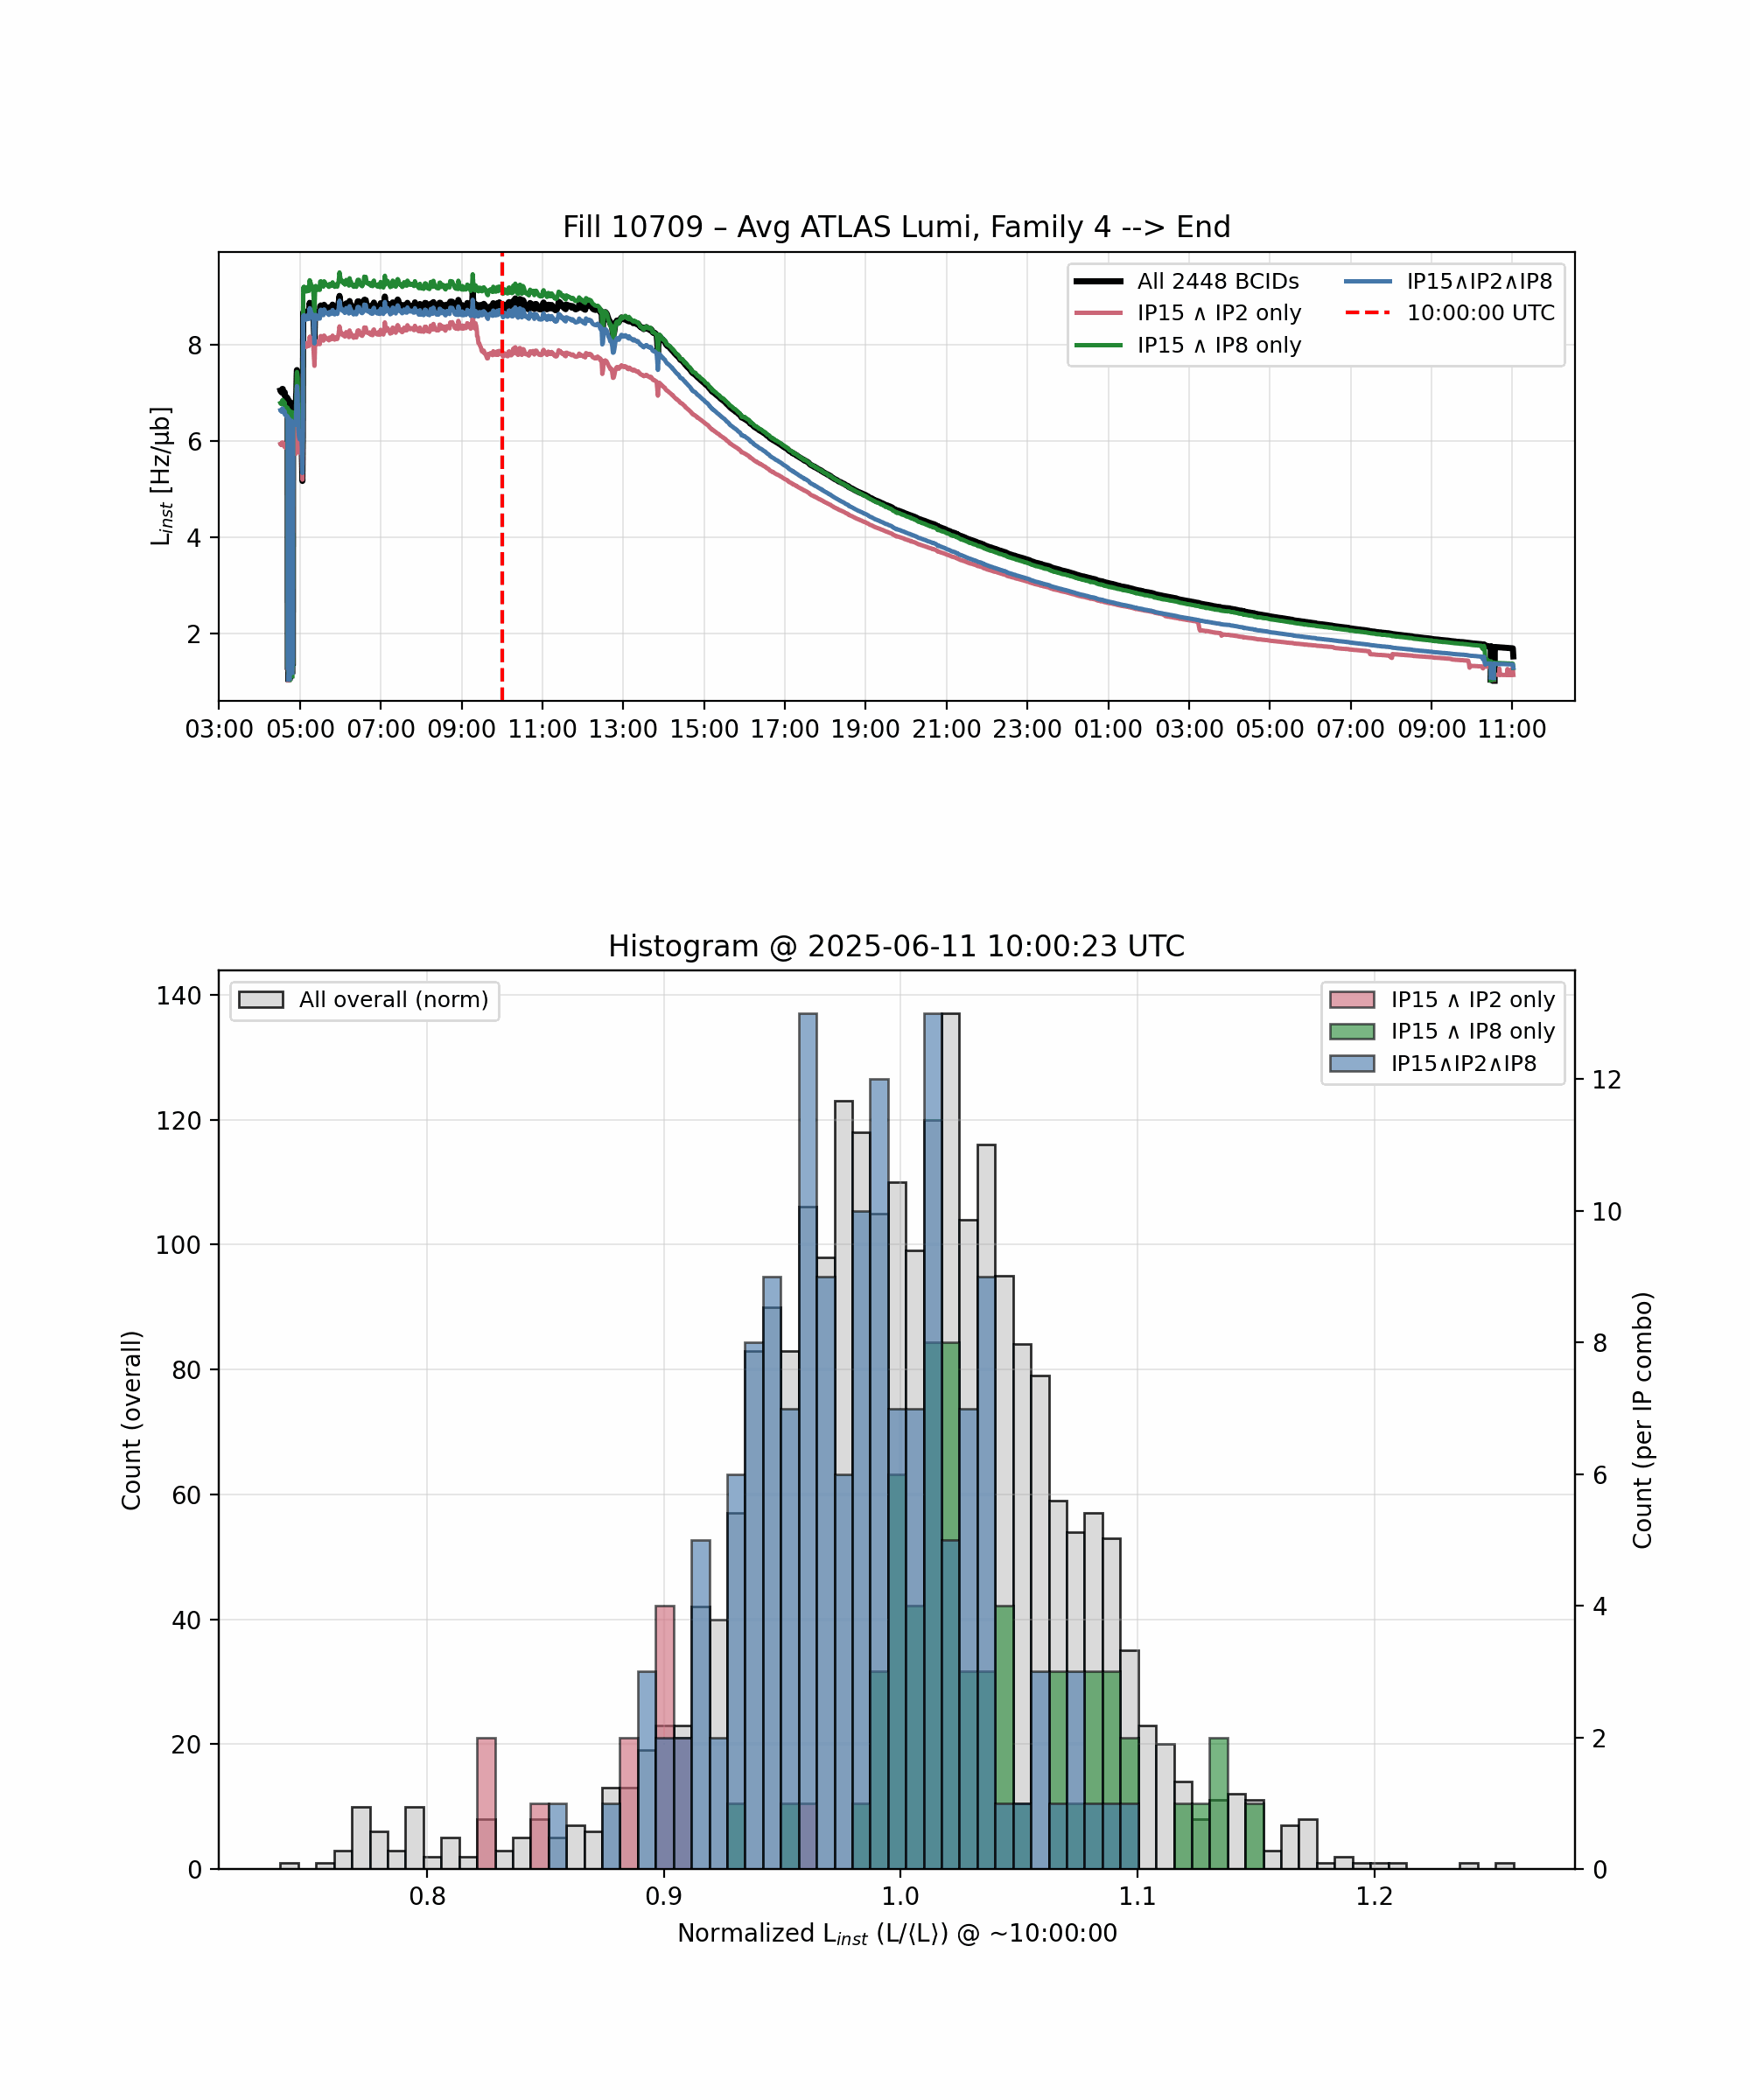 Fill 10709 – Avg ATLAS Lumi, Family 4 --> End
All 2448 BCIDs
IP15 ∧ IP2 only
IP15 ∧ IP8 only
IP15∧IP2∧IP8
10:00:00 UTC
L_inst [Hz/μb]
8
6
4
2
03:00 05:00 07:00 09:00 11:00 13:00 15:00 17:00 19:00 21:00 23:00 01:00 03:00 05:00 07:00 09:00 11:00
Histogram @ 2025-06-11 10:00:23 UTC
All overall (norm)
IP15 ∧ IP2 only
IP15 ∧ IP8 only
IP15∧IP2∧IP8
Count (overall)
140
120
100
80
60
40
20
0
Count (per IP combo)
12
10
8
6
4
2
0
0.8 0.9 1.0 1.1 1.2
Normalized L_inst (L/⟨L⟩) @ ~10:00:00